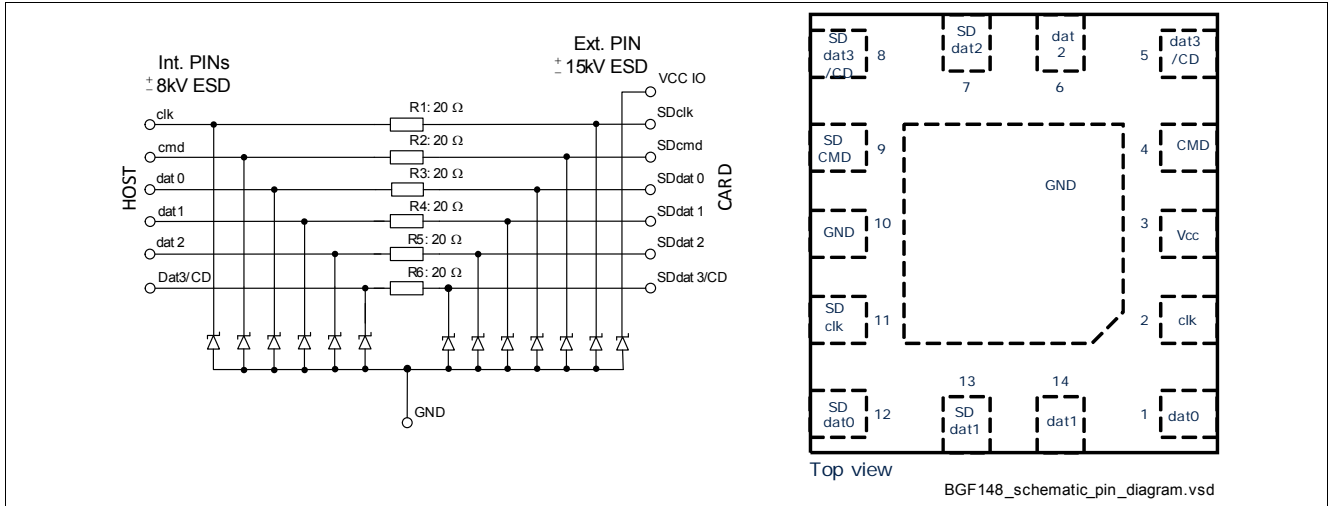 Int. PINs
± 8kV ESD
Ext. PIN
± 15kV ESD
VCC IO
clk
R1: 20 Ω
SDclk
cmd
R2: 20 Ω
SDcmd
dat 0
R3: 20 Ω
SDdat 0
dat1
R4: 20 Ω
SDdat 1
dat 2
R5: 20 Ω
SDdat 2
Dat3/CD
R6: 20 Ω
SDdat 3/CD
HOST
CARD
GND
SD
dat3
/CD
8
SD
dat2
7
dat
2
6
5
dat3
/CD
SD
CMD
9
4
CMD
GND
GND
10
3
Vcc
SD
clk
11
2
clk
13
14
SD
dat0
12
SD
dat1
dat1
1
dat0
Top view
BGF148_schematic_pin_diagram.vsd